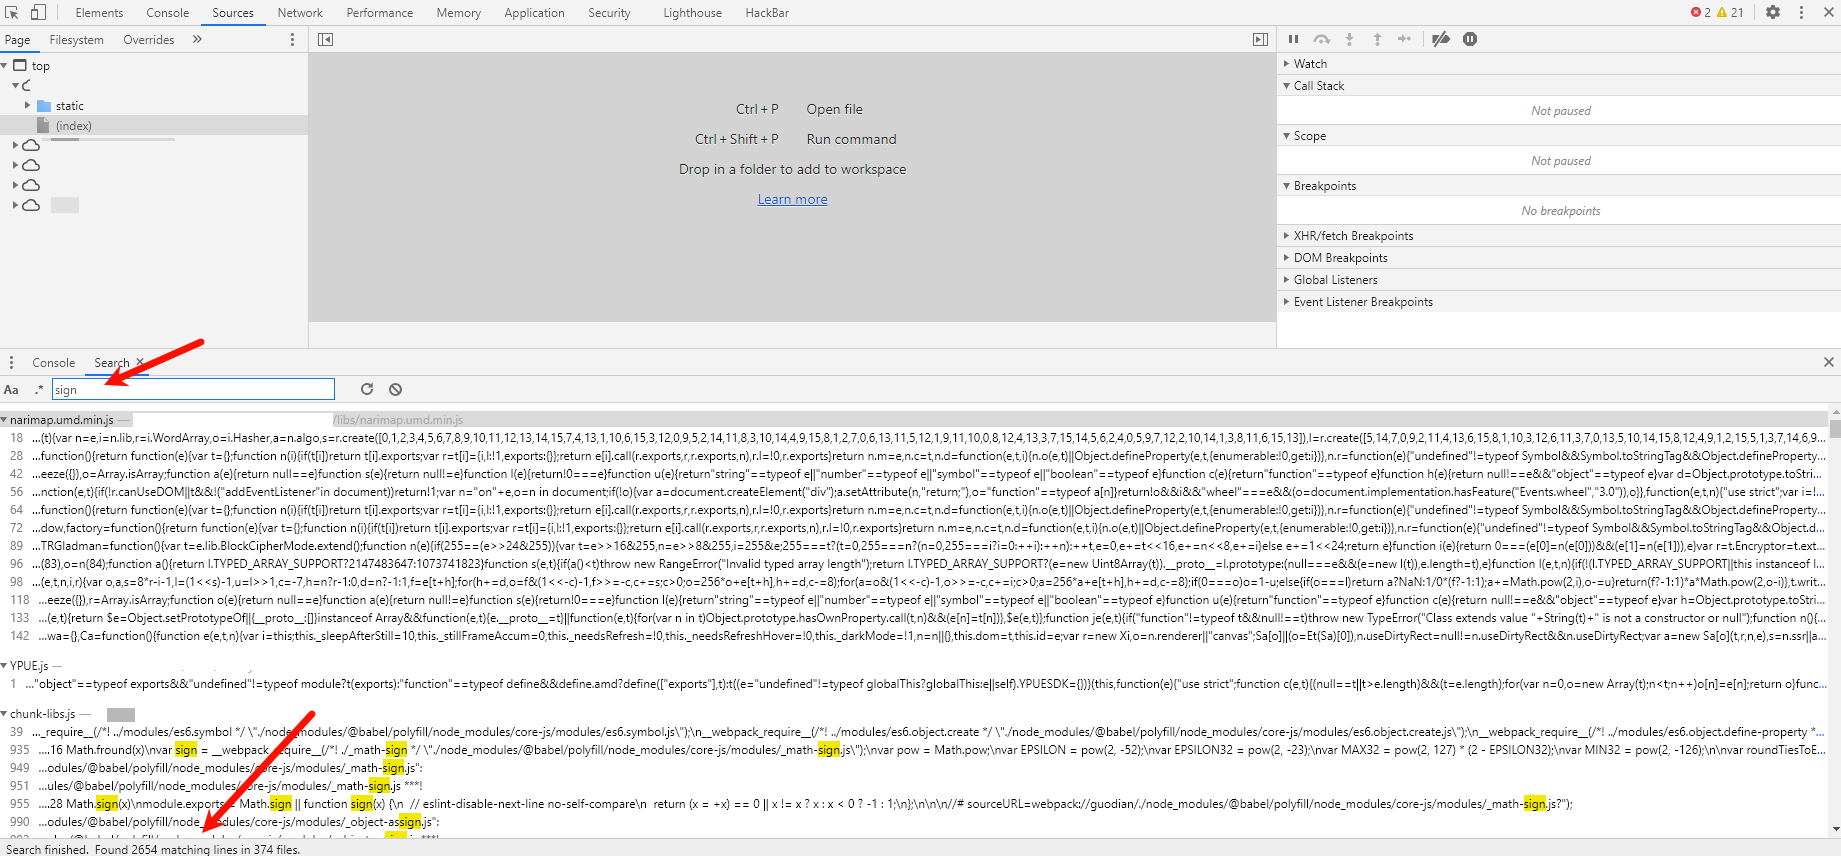 Elements Console Sources Network Performance Memory Application Security Lighthouse HackBar 2 21
Page Filesystem Overrides »
top
static
(index)
Ctrl + P Open file
Ctrl + Shift + P Run command
Drop in a folder to add to workspace
Learn more
Watch
Call Stack
Not paused
Scope
Not paused
Breakpoints
No breakpoints
XHR/fetch Breakpoints
DOM Breakpoints
Global Listeners
Event Listener Breakpoints
Console Search
Aa .* sign
narimap.umd.min.js — /libs/narimap.umd.min.js
18 ...(t){var n=e,i=n.lib,r=i.WordArray,o=i.Hasher,a=n.algo,s=r.create([0,1,2,3,4,5,6,7,8,9,10,11,12,13,14,15,7,4,13,1,10,6,15,3,12,0,9,5,2,14,11,8,3,10,14,4,9,15,8,1,2,7,0,6,13,11,5,12,1,9,11,10,0,8,12,4,13,3,7,15,14,5,6,2,4,0,5,9,7,12,2,10,14,1,3,8,11,6,15,13]),l=r.create([5,14,7,0,9,2,11,4,13,6,15,8,1,10,3,12,6,11,3,7,0,13,5,10,14,15,8,12,4,9,1,2,15,5,1,3,7,14,6,9...
28 ...function(){return function(e){var t={};function n(i){if(t[i])return t[i].exports;var r=t[i]={i,l:!1,exports:{}};return e[i].call(r.exports,r,r.exports,n),r.l=!0,r.exports}return n.m=e,n.c=t,n.d=function(e,t,i){n.o(e,t)||Object.defineProperty(e,t,{enumerable:!0,get:i})},n.r=function(e){"undefined"!=typeof Symbol&&Symbol.toStringTag&&Object.defineProperty...
42 ...eeze({}),o=Array.isArray;function a(e){return null==e}function s(e){return null!=e}function l(e){return!0===e}function u(e){return"string"==typeof e||"number"==typeof e||"symbol"==typeof e||"boolean"==typeof e}function c(e){return"function"==typeof e}function h(e){return null!==e&&"object"==typeof e}var d=Object.prototype.toStri...
56 ...nction(e,t){if(!r.canUseDOM||t&&!("addEventListener"in document))return!1;var n="on"+e,o=n in document;if(!o){var a=document.createElement("div");a.setAttribute(n,"return;"),o="function"==typeof a[n]}return!o&&i&&"wheel"===e&&(o=document.implementation.hasFeature("Events.wheel","3.0")),o}},function(e,t,n){"use strict";var i=!...
64 ...function(){return function(e){var t={};function n(i){if(t[i])return t[i].exports;var r=t[i]={i,l:!1,exports:{}};return e[i].call(r.exports,r,r.exports,n),r.l=!0,r.exports}return n.m=e,n.c=t,n.d=function(e,t,i){n.o(e,t)||Object.defineProperty(e,t,{enumerable:!0,get:i})},n.r=function(e){"undefined"!=typeof Symbol&&Symbol.toStringTag&&Object.defineProperty...
72 ...dow,factory=function(){return function(e){var t={};function n(i){if(t[i])return t[i].exports;var r=t[i]={i,l:!1,exports:{}};return e[i].call(r.exports,r,r.exports,n),r.l=!0,r.exports}return n.m=e,n.c=t,n.d=function(e,t,i){n.o(e,t)||Object.defineProperty(e,t,{enumerable:!0,get:i})},n.r=function(e){"undefined"!=typeof Symbol&&Symbol.toStringTag&&Object.d...
89 ...TRGladman=function(){var t=e.lib.BlockCipherMode.extend();function n(e){if(255==(e>>24&255)){var t=e>>16&255,n=e>>8&255,i=255&e;255===t?(t=0,255===n?(n=0,255===i?i=0:++i):++n):++t,e=0,e+=t<<16,e+=n<<8,e+=i}else e+=1<<24;return e}function i(e){return 0===(e[0]=n(e[0]))&&(e[1]=n(e[1])),e}var r=t.Encryptor=t.ext...
96 ...(83),o=n(84);function a(){return l.TYPED_ARRAY_SUPPORT?2147483647:1073741823}function s(e,t){if(a()<t)throw new RangeError("Invalid typed array length");return l.TYPED_ARRAY_SUPPORT?(e=new Uint8Array(t)).__proto__=l.prototype:(null===e&&(e=new l(t)),e.length=t),e}function l(e,t,n){if(!(l.TYPED_ARRAY_SUPPORT||this instanceof l...
98 ...(e,t,n,i,r){var o,a,s=8*r-i-1,l=(1<<s)-1,u=l>>1,c=-7,h=n?r-1:0,d=n?-1:1,f=e[t+h];for(h+=d,o=f&(1<<-c)-1,f>>=-c,c+=s;c>0;o=256*o+e[t+h],h+=d,c-=8);for(a=o&(1<<-c)-1,o>>=-c,c+=i;c>0;a=256*a+e[t+h],h+=d,c-=8);if(0===o)o=1-u;else{if(o===l)return a?NaN:1/0*(f?-1:1);a+=Math.pow(2,i),o-=u}return(f?-1:1)*a*Math.pow(2,o-i)},t.writ...
118 ...eeze({}),r=Array.isArray;function o(e){return null==e}function a(e){return null!=e}function s(e){return!0===e}function l(e){return"string"==typeof e||"number"==typeof e||"symbol"==typeof e||"boolean"==typeof e}function u(e){return"function"==typeof e}function c(e){return null!==e&&"object"==typeof e}var h=Object.prototype.toStri...
133 ...(e,t){return $e=Object.setPrototypeOf||{__proto__:[]}instanceof Array&&function(e,t){e.__proto__=t}||function(e,t){for(var n in t)Object.prototype.hasOwnProperty.call(t,n)&&(e[n]=t[n])},$e(e,t)};function je(e,t){if("function"!=typeof t&&null!==t)throw new TypeError("Class extends value "+String(t)+" is not a constructor or null");function n(){...
142 ...wa={},Ca=function(){function e(e,t,n){var i=this;this._sleepAfterStill=10,this._stillFrameAccum=0,this._needsRefresh=!0,this._needsRefreshHover=!0,this._darkMode=!1,n=n||{},this.dom=t,this.id=e;var r=new Xi,o=n.renderer||"canvas";Sa[o]||(o=Et(Sa)[0]),n.useDirtyRect=null!=n.useDirtyRect&&n.useDirtyRect;var a=new Sa[o](t,r,n,e),s=n.ssr||a...
YPUE.js —
1 ..."object"==typeof exports&&"undefined"!=typeof module?t(exports):"function"==typeof define&&define.amd?define(["exports"],t):t((e="undefined"!=typeof globalThis?globalThis:e||self).YPUESDK={})}(this,function(e){"use strict";function c(e,t){(null==t||t>e.length)&&(t=e.length);for(var n=0,o=new Array(t);n<t;n++)o[n]=e[n];return o}func...
chunk-libs.js —
39 ..._require__(/*! ../modules/es6.symbol */ \"./node_modules/@babel/polyfill/node_modules/core-js/modules/es6.symbol.js\");\n__webpack_require__(/*! ../modules/es6.object.create */ \"./node_modules/@babel/polyfill/node_modules/core-js/modules/es6.object.create.js\");\n__webpack_require__(/*! ../modules/es6.object.define-property *...
935 ....16 Math.fround(x)\nvar sign = __webpack_require__(/*! ./_math-sign */ \"./node_modules/@babel/polyfill/node_modules/core-js/modules/_math-sign.js\");\nvar pow = Math.pow;\nvar EPSILON = pow(2, -52);\nvar EPSILON32 = pow(2, -23);\nvar MAX32 = pow(2, 127) * (2 - EPSILON32);\nvar MIN32 = pow(2, -126);\n\nvar roundTiesToE...
949 ...odules/@babel/polyfill/node_modules/core-js/modules/_math-sign.js":
951 ...ules/@babel/polyfill/node_modules/core-js/modules/_math-sign.js ***!
955 ....28 Math.sign(x)\nmodule.exports = Math.sign || function sign(x) {\n // eslint-disable-next-line no-self-compare\n return (x = +x) == 0 || x != x ? x : x < 0 ? -1 : 1;\n};\n\n\n//# sourceURL=webpack://guodian/./node_modules/@babel/polyfill/node_modules/core-js/modules/_math-sign.js?");
990 ...odules/@babel/polyfill/node_modules/core-js/modules/_object-assign.js":
Search finished. Found 2654 matching lines in 374 files.